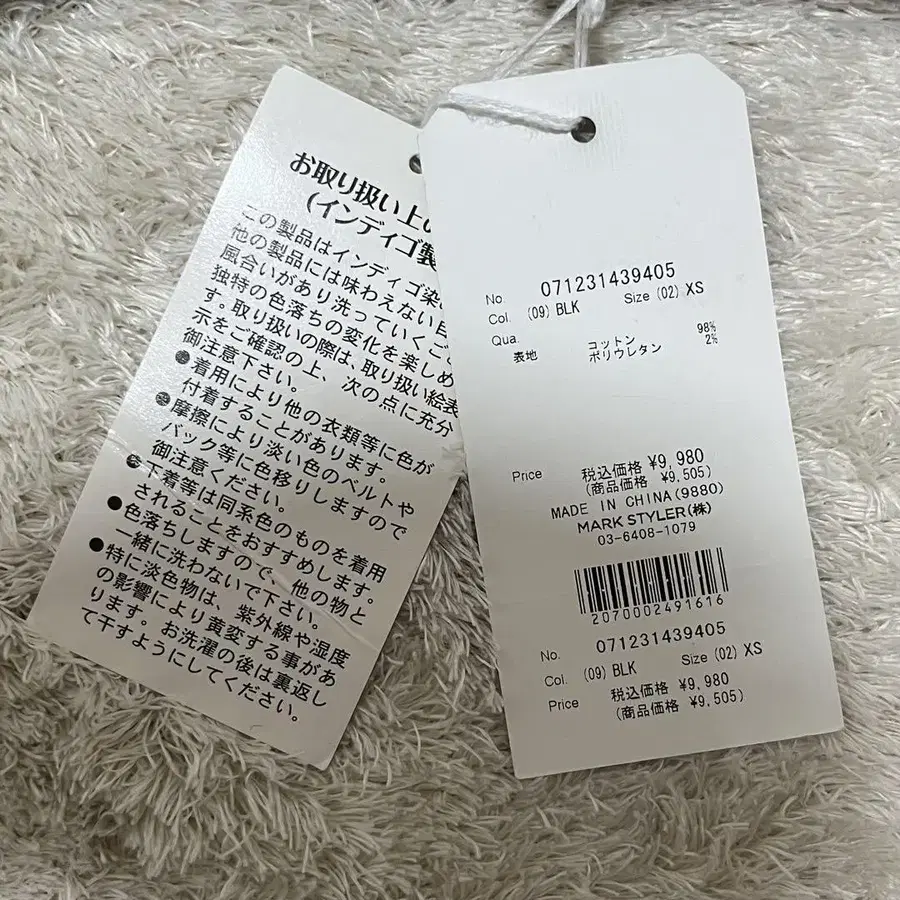 お取り扱い上の
(インディゴ製
この製品はインディゴ染
他の製品には味わえない
風合いがあり洗っていくご
独特の色落ちの変化を楽しめ
す。取り扱いの際は、取り扱い絵表
示をご確認の上、次の点に充分
御注意下さい。
●着用により他の衣類等に色が
付着することがあります。
●摩擦により淡い色のベルトや
バック等に色移りしますので
御注意ください。
●下着等は同系色のものを着用
されることをおすすめします。
●色落ちしますので、他の物と
一緒に洗わないで下さい。
●特に淡色物は、紫外線や湿度
の影響により黄変する事があ
ります。お洗濯の後は裏返し
て干すようにしてください。
No. 071231439405
Col. (09) BLK Size (02) XS
Qua.
表地 コットン 98%
ポリウレタン 2%
Price 税込価格 ¥9,980
(商品価格 ¥9,505)
MADE IN CHINA(9880)
MARK STYLER(株)
03-6408-1079
2070002491616
No. 071231439405
Col. (09) BLK Size (02) XS
Price 税込価格 ¥9,980
(商品価格 ¥9,505)